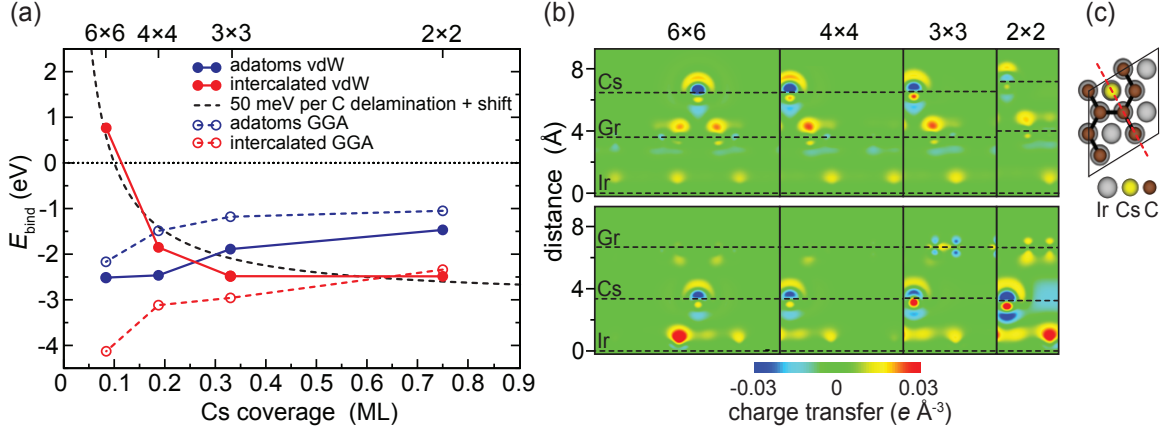 (a)
6×6 4×4 3×3 2×2
adatoms vdW
intercalated vdW
50 meV per C delamination + shift
adatoms GGA
intercalated GGA
2
1
0
-1
-2
-3
-4
E_bind (eV)
0 0.1 0.2 0.3 0.4 0.5 0.6 0.7 0.8 0.9
Cs coverage (ML)
(b)
6×6 4×4 3×3 2×2
8
Cs
4
Gr
Ir
0
distance (Å)
8
Gr
4
Cs
Ir
0
-0.03 0 0.03
charge transfer (e Å⁻³)
(c)
Ir Cs C